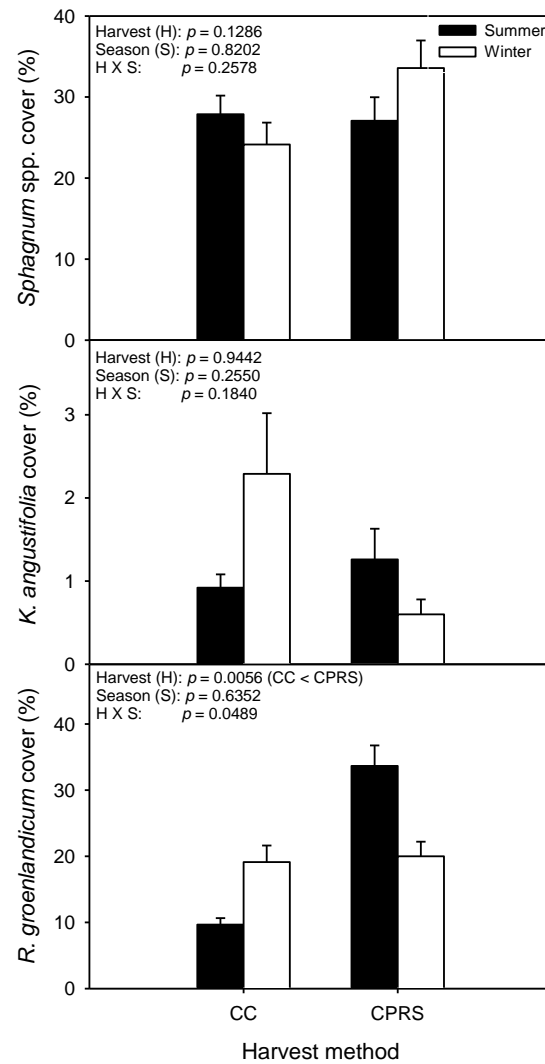 Harvest (H): p = 0.1286
Season (S): p = 0.8202
H X S: p = 0.2578
Summer
Winter
Sphagnum spp. cover (%)
40
30
20
10
0
Harvest (H): p = 0.9442
Season (S): p = 0.2550
H X S: p = 0.1840
K. angustifolia cover (%)
3
2
1
0
Harvest (H): p = 0.0056 (CC < CPRS)
Season (S): p = 0.6352
H X S: p = 0.0489
R. groenlandicum cover (%)
40
30
20
10
0
CC CPRS
Harvest method